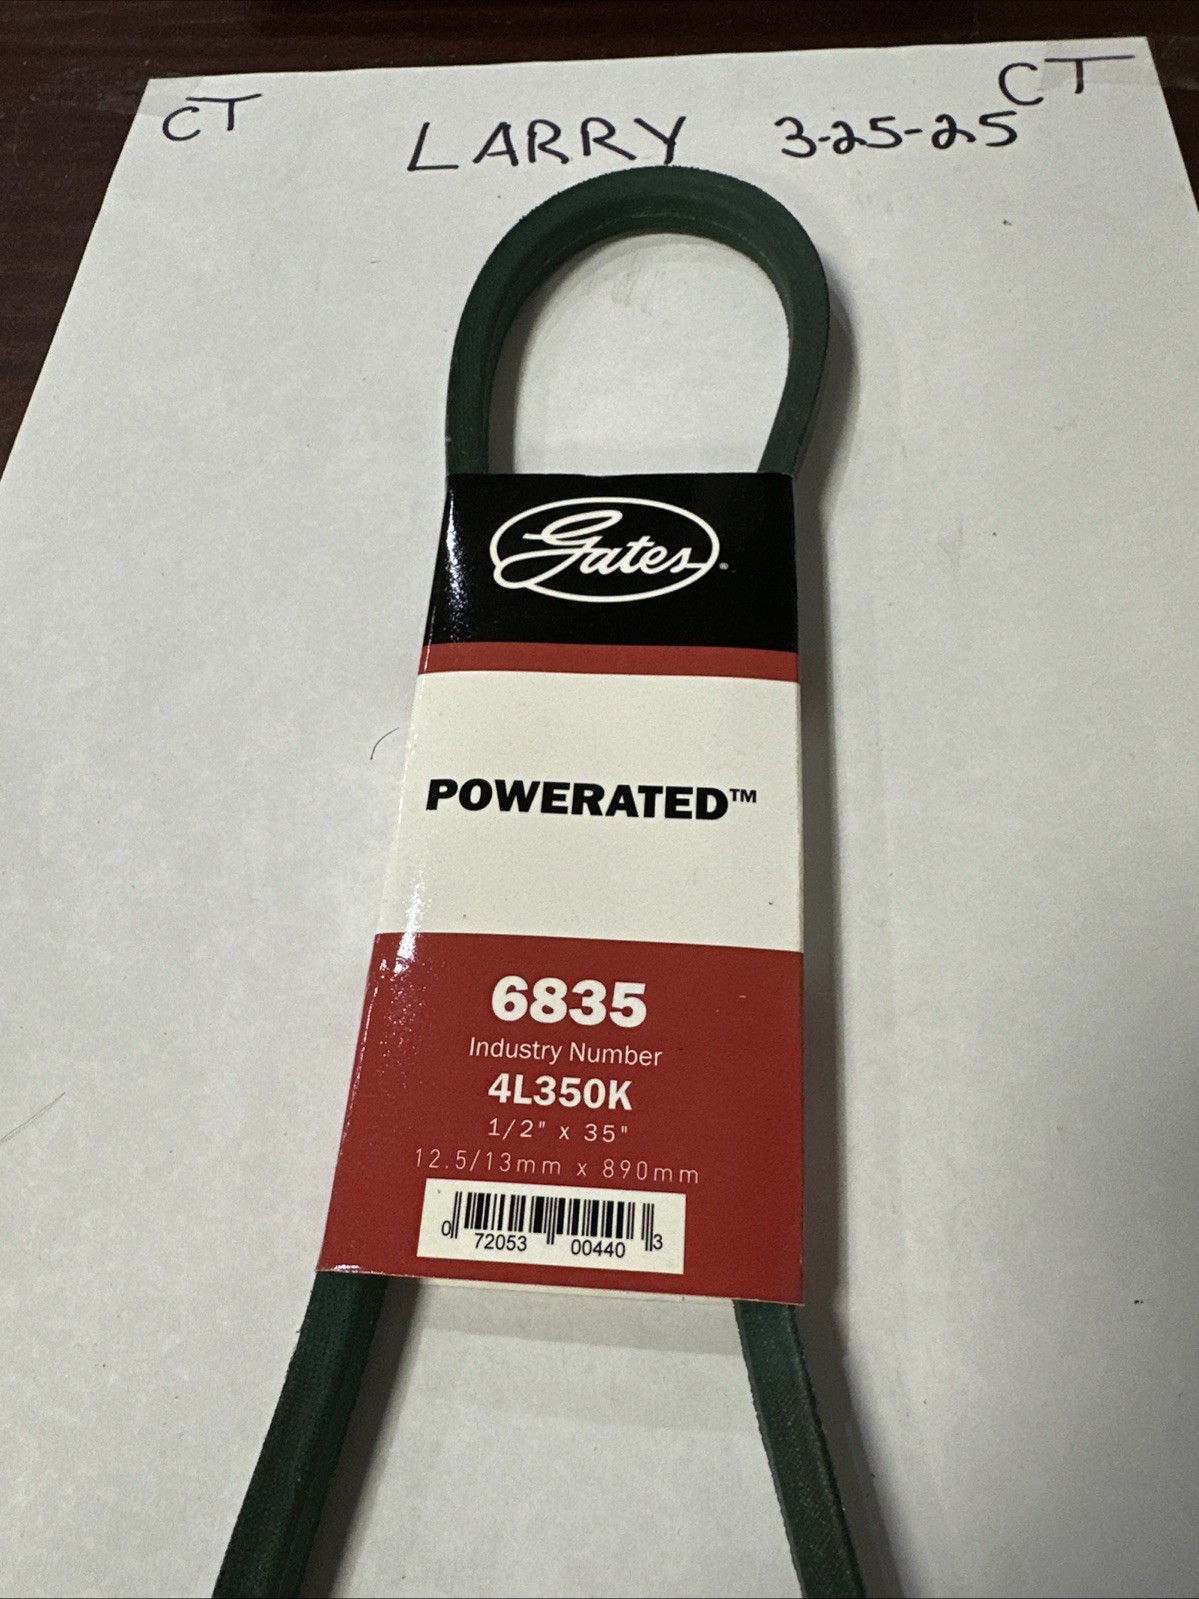 CT
CT
LARRY 3-25-25
Gates®
POWERATED™
6835
Industry Number
4L350K
1/2" x 35"
12.5/13mm x 890mm
0 72053 00440 3